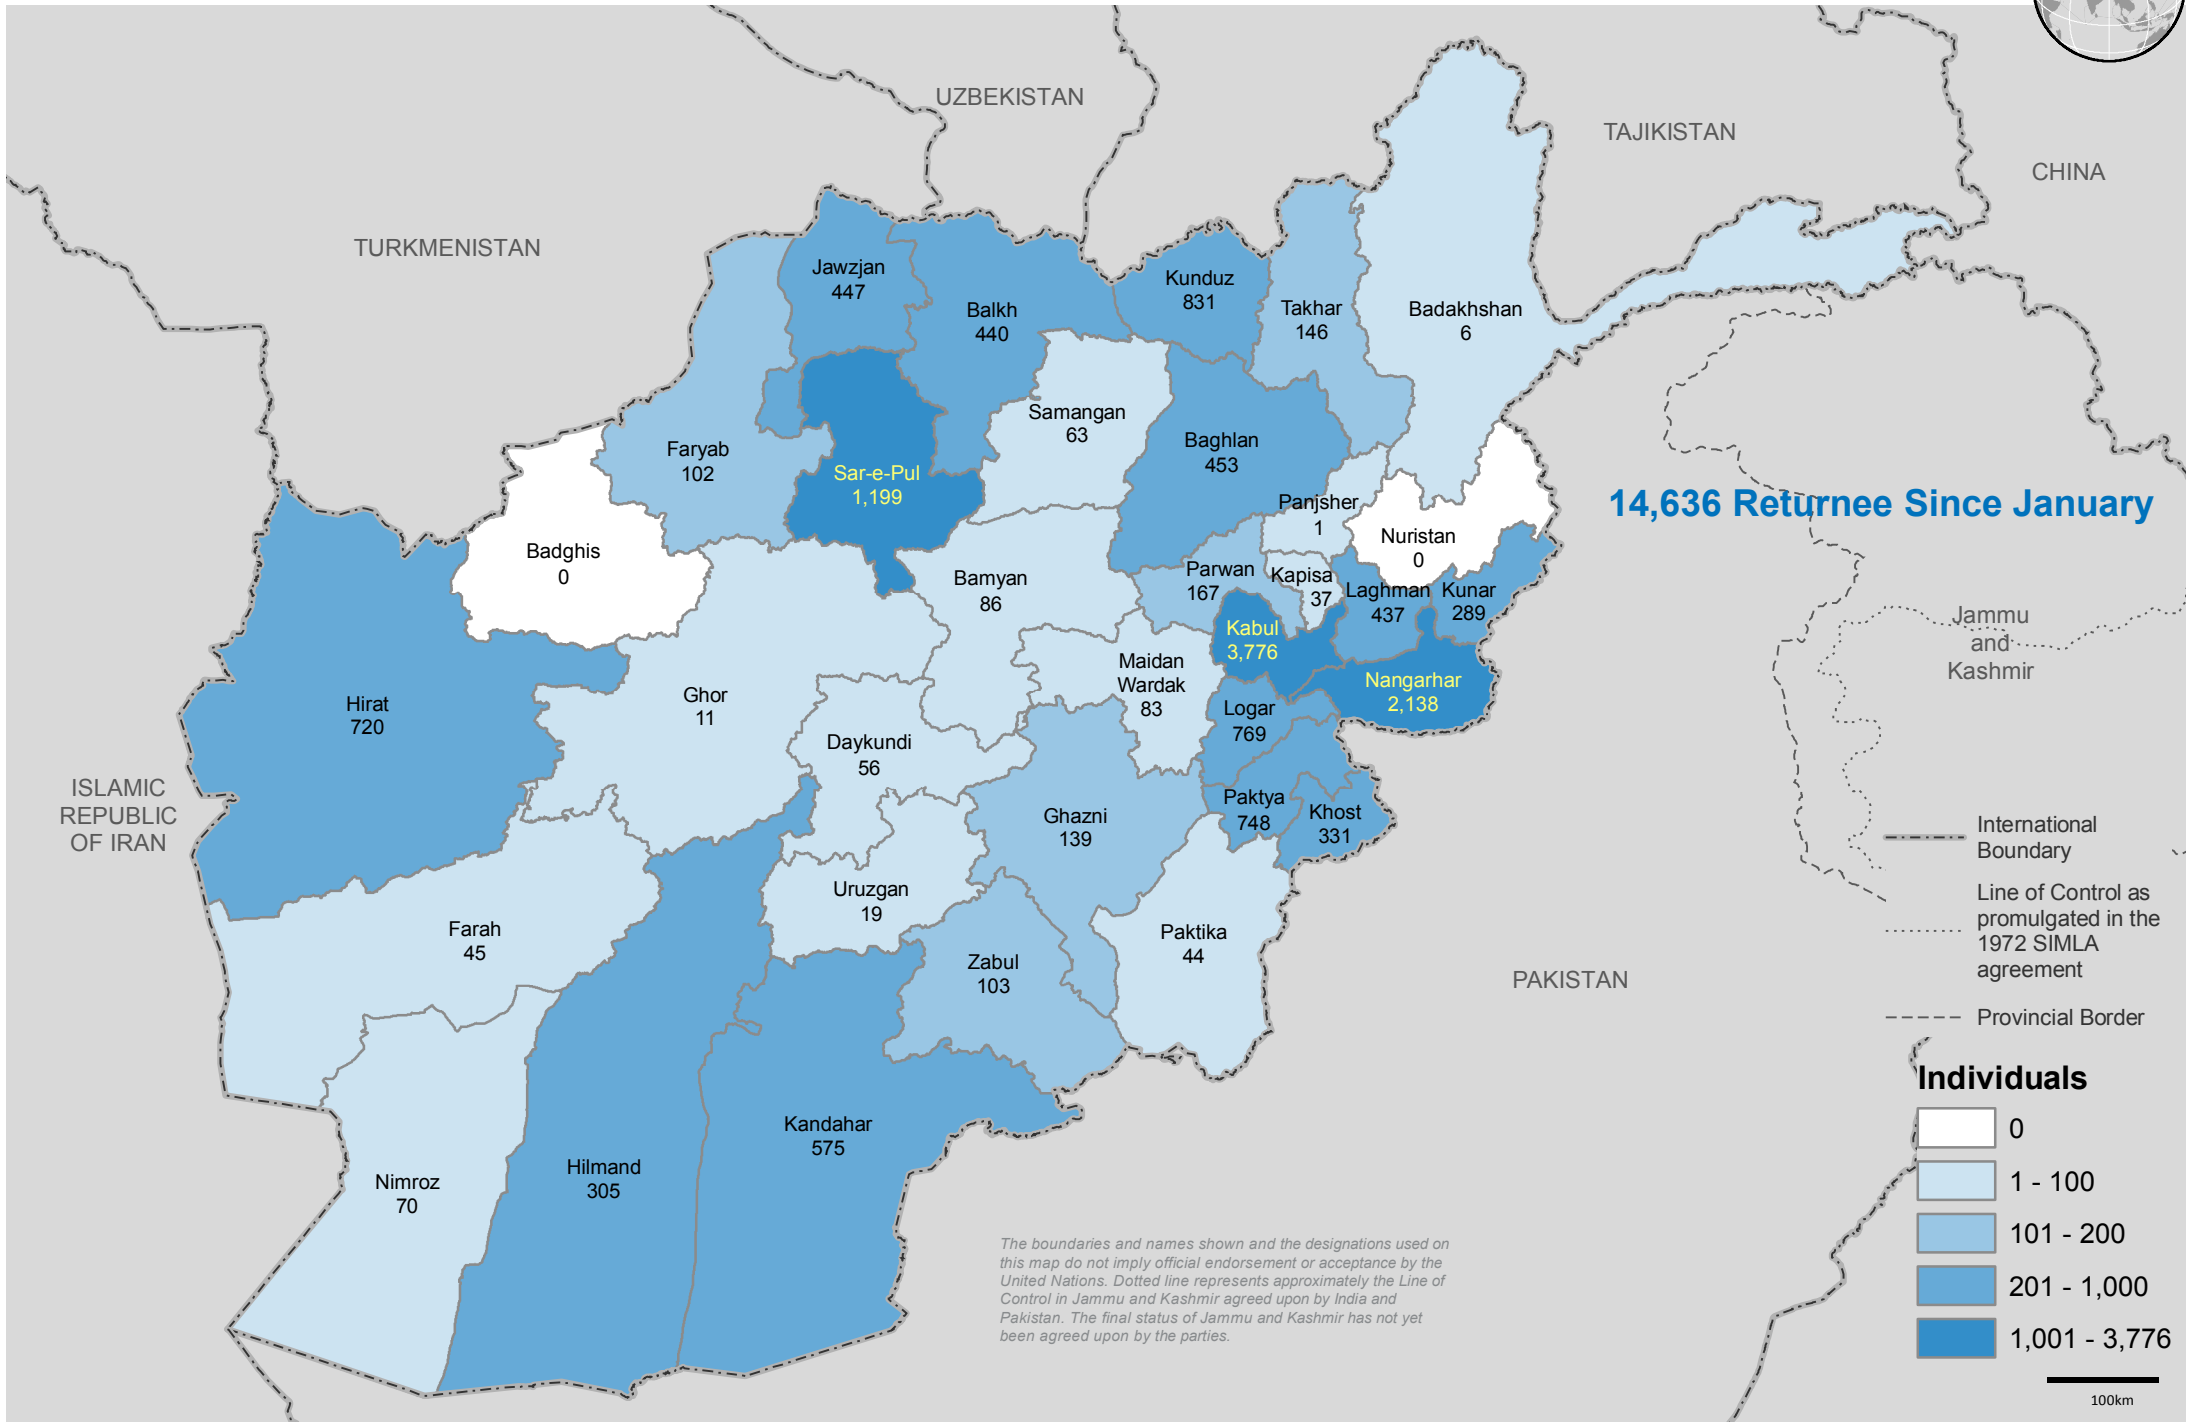 UZBEKISTAN
TAJIKISTAN
CHINA
TURKMENISTAN
Jawzjan
447
Balkh
440
Kunduz
831
Takhar
146
Badakhshan
6
Samangan
63
Faryab
102
Sar-e-Pul
1,199
Baghlan
453
Panjsher
1
14,636 Returnee Since January
Nuristan
0
Badghis
0
Bamyan
86
Parwan
167
Kapisa
37
Laghman
437
Kunar
289
Jammu
and
Kashmir
Kabul
3,776
Maidan
Wardak
83
Nangarhar
2,138
Hirat
720
Ghor
11
Logar
769
Daykundi
56
ISLAMIC
REPUBLIC
OF IRAN
Ghazni
139
Paktya
748
Khost
331
International
Boundary
Uruzgan
19
Line of Control as
promulgated in the
1972 SIMLA
agreement
Farah
45
Paktika
44
Zabul
103
PAKISTAN
Provincial Border
Individuals
0
1 - 100
101 - 200
201 - 1,000
1,001 - 3,776
100km
Kandahar
575
Hilmand
305
Nimroz
70
The boundaries and names shown and the designations used on
this map do not imply official endorsement or acceptance by the
United Nations. Dotted line represents approximately the Line of
Control in Jammu and Kashmir agreed upon by India and
Pakistan. The final status of Jammu and Kashmir has not yet
been agreed upon by the parties.